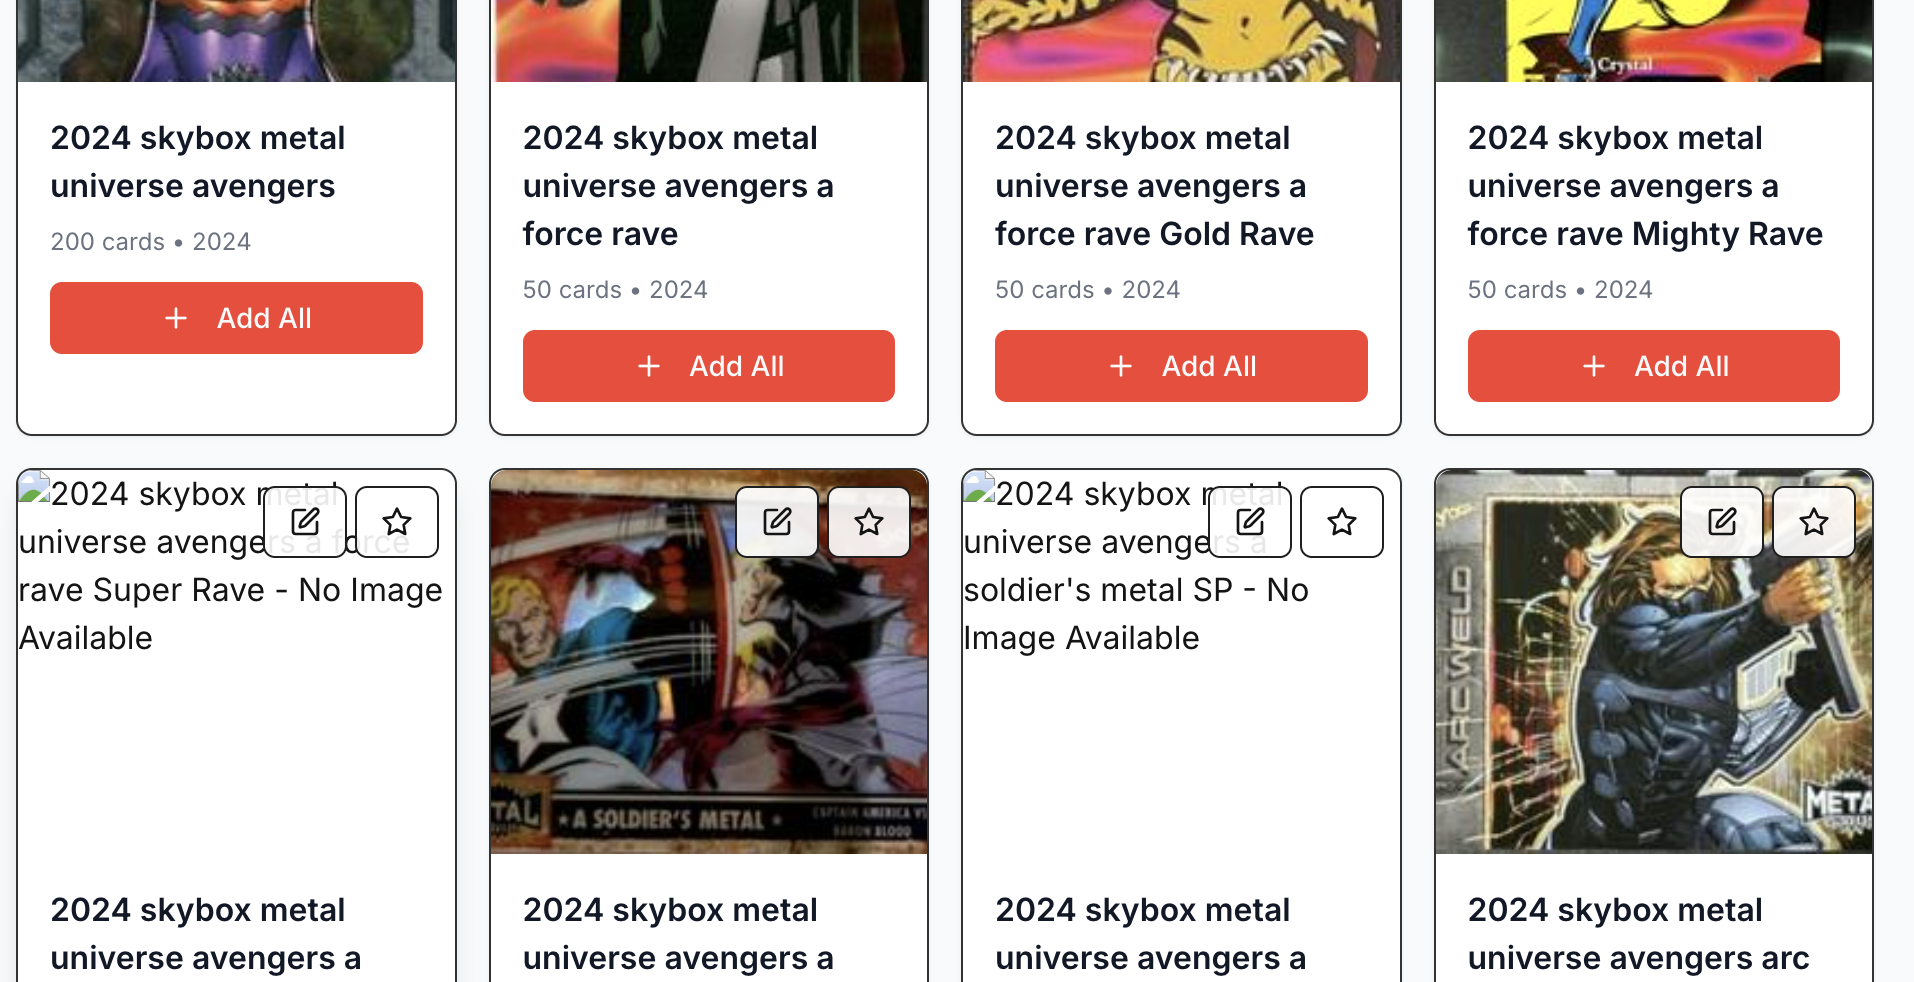 Crystal
2024 skybox metal
universe avengers
200 cards • 2024
+ Add All
2024 skybox metal
universe avengers a
force rave
50 cards • 2024
+ Add All
2024 skybox metal
universe avengers a
force rave Gold Rave
50 cards • 2024
+ Add All
2024 skybox metal
universe avengers a
force rave Mighty Rave
50 cards • 2024
+ Add All
2024 skybox metal
universe avengers a force
rave Super Rave - No Image
Available
2024 skybox metal
universe avengers a
TAL
A SOLDIER'S METAL
CAPTAIN AMERICA VS
BARON BLOOD
2024 skybox metal
universe avengers a
2024 skybox metal
universe avengers a
soldier's metal SP - No
Image Available
2024 skybox metal
universe avengers a
ARCWELD
META
2024 skybox metal
universe avengers arc